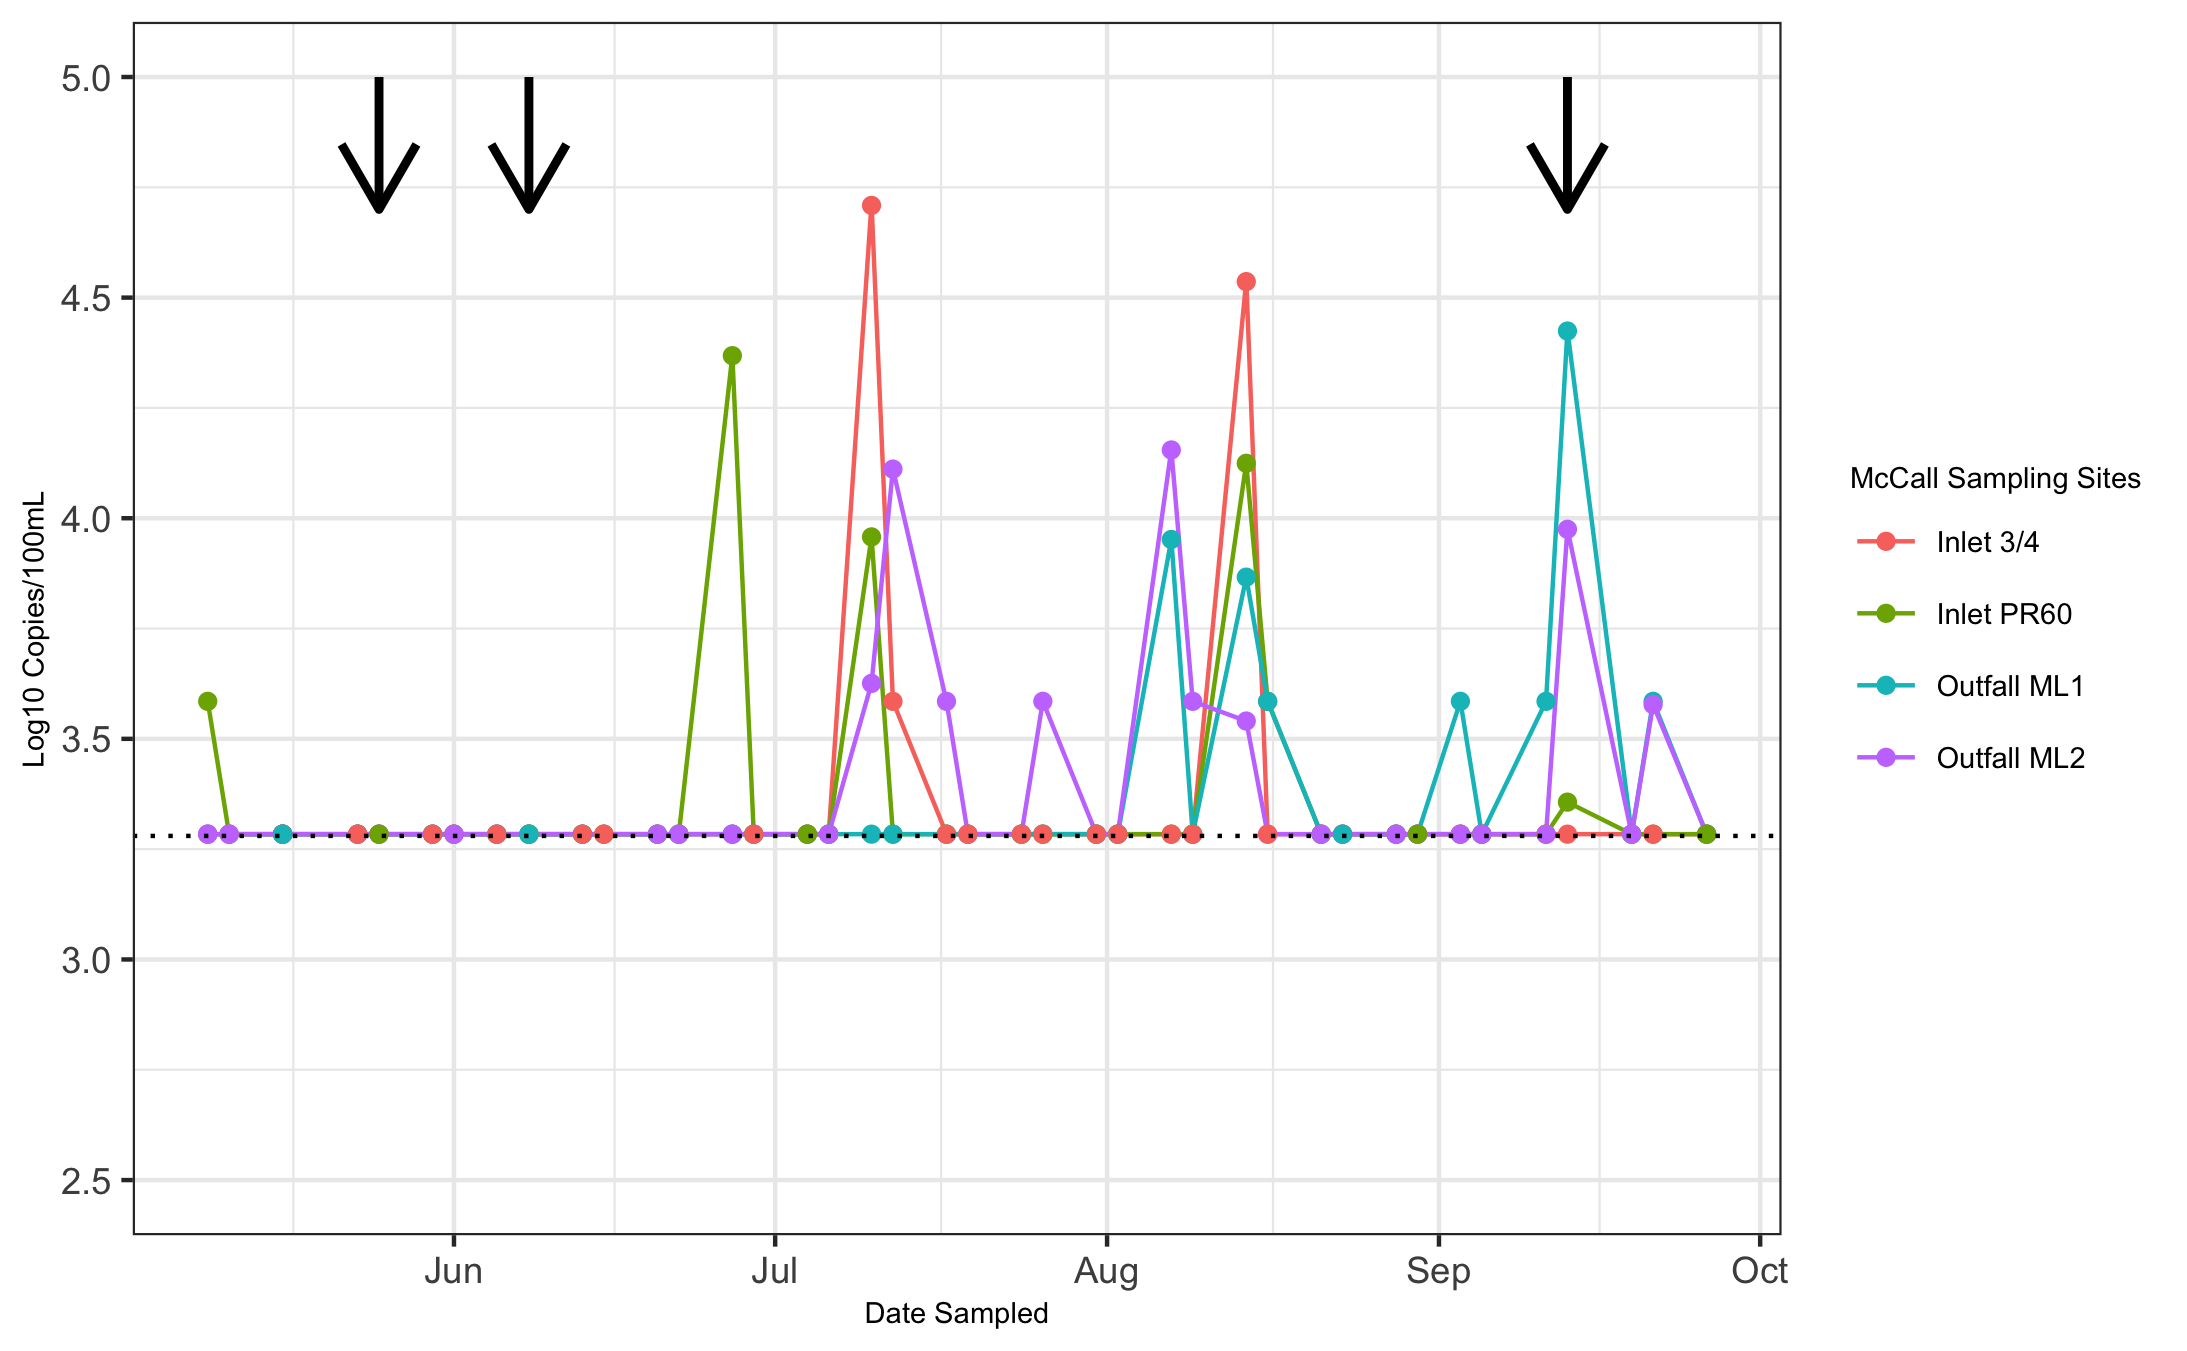 5.0
4.5
4.0
3.5
3.0
2.5
Log10 Copies/100mL
Jun
Jul
Aug
Sep
Oct
Date Sampled
McCall Sampling Sites
Inlet 3/4
Inlet PR60
Outfall ML1
Outfall ML2